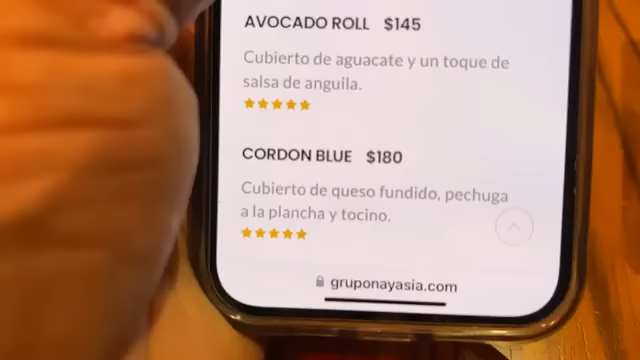 AVOCADO ROLL $145
Cubierto de aguacate y un toque de
salsa de anguila.
CORDON BLUE $180
Cubierto de queso fundido, pechuga
a la plancha y tocino.
gruponayasia.com